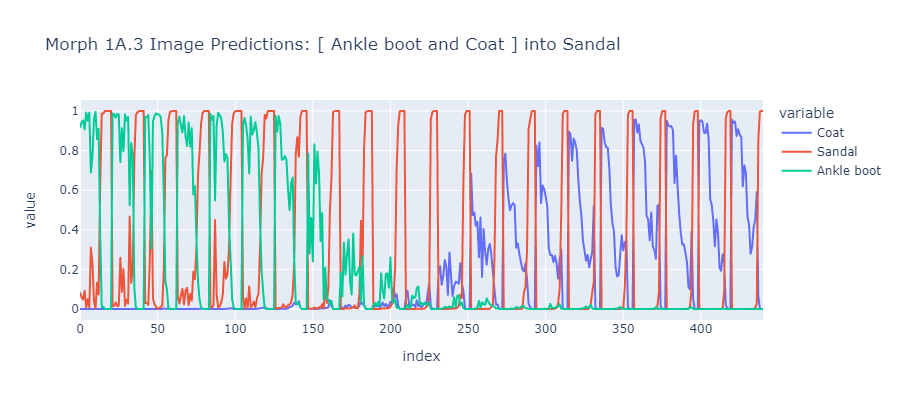 Morph 1A.3 Image Predictions: [ Ankle boot and Coat ] into Sandal
variable
Coat
Sandal
Ankle boot
value
1
0.8
0.6
0.4
0.2
0
0 50 100 150 200 250 300 350 400
index